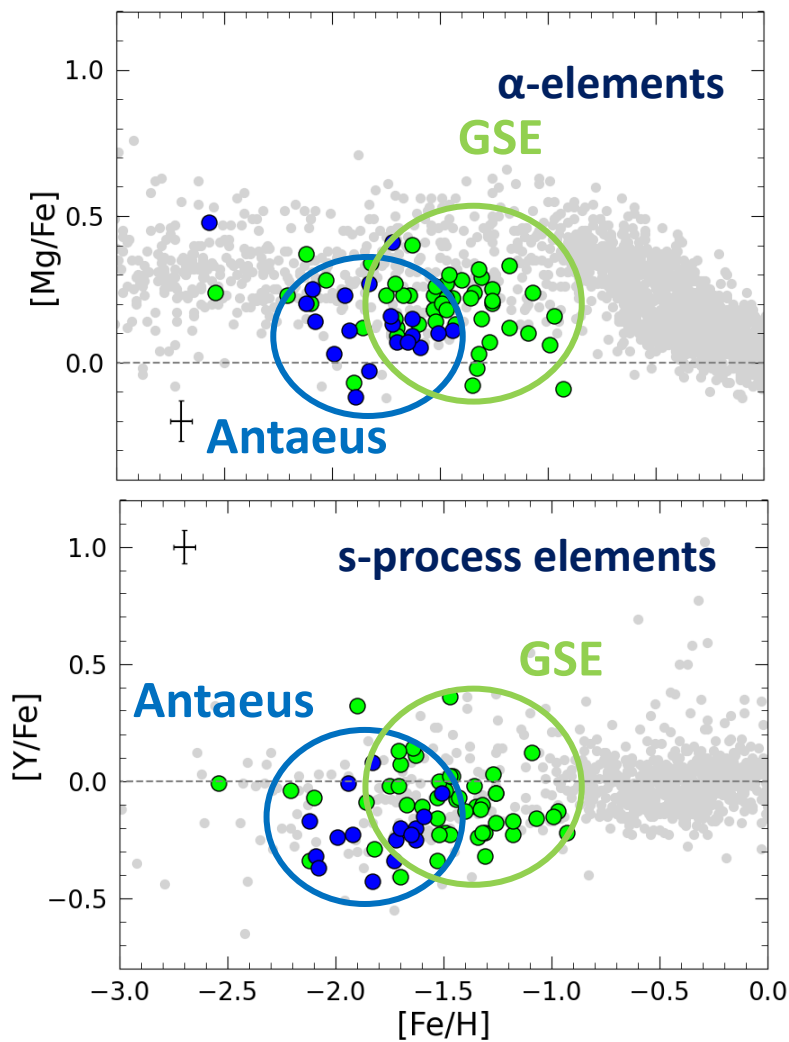 α-elements
GSE
1.0
0.5
[Mg/Fe]
0.0
Antaeus
1.0
s-process elements
GSE
Antaeus
0.5
[Y/Fe]
0.0
−0.5
−3.0 −2.5 −2.0 −1.5 −1.0 −0.5 0.0
[Fe/H]